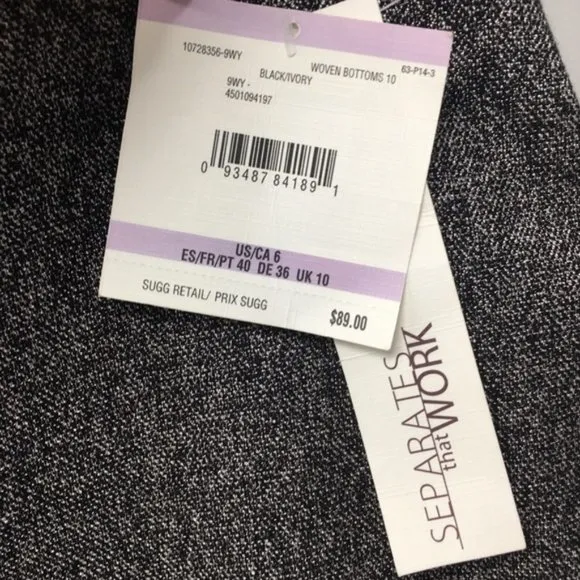 10728356-9WY
WOVEN BOTTOMS 10
63-P14-3
BLACK/IVORY
9WY -
4501094197
0 93487 84189 1
US/CA 6
ES/FR/PT 40 DE 36 UK 10
SUGG RETAIL/ PRIX SUGG
$89.00
SEPARATES
that WORK